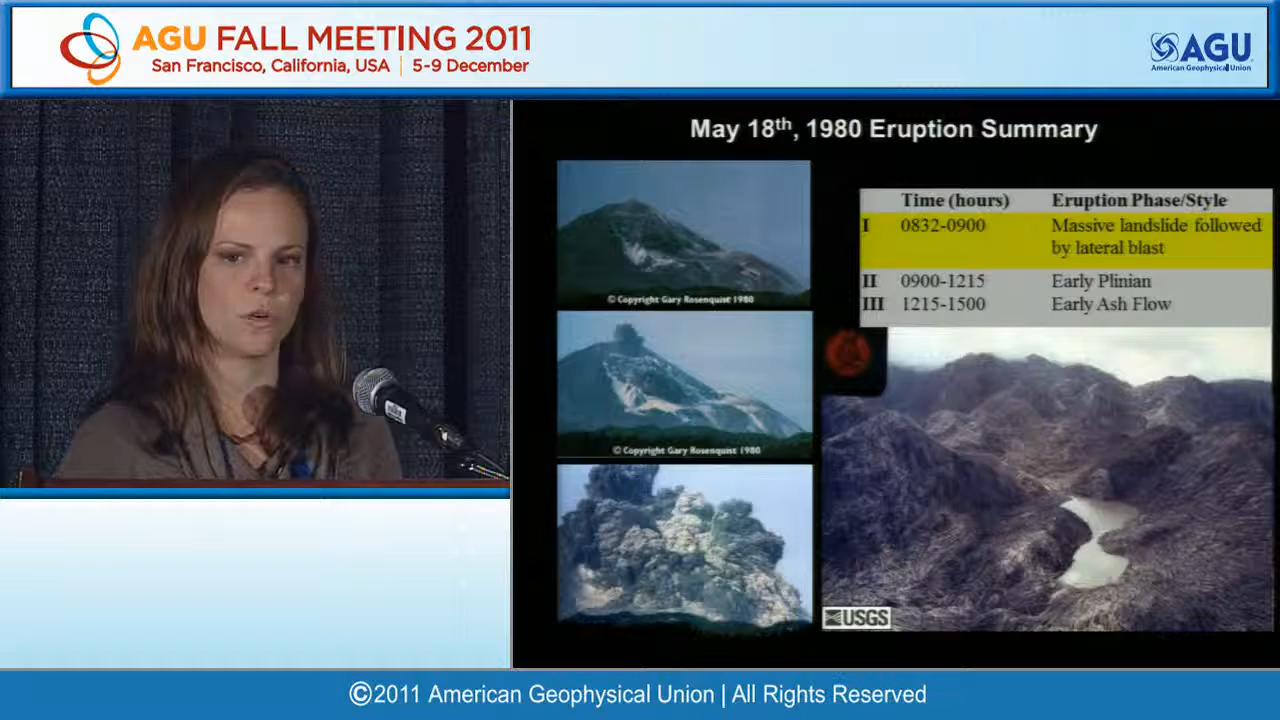 AGU FALL MEETING 2011
San Francisco, California, USA | 5-9 December
AGU
American Geophysical Union
May 18th, 1980 Eruption Summary
Time (hours) Eruption Phase/Style
I 0832-0900 Massive landslide followed
by lateral blast
II 0900-1215 Early Plinian
III 1215-1500 Early Ash Flow
© Copyright Gary Rosenquist 1980
© Copyright Gary Rosenquist 1980
USGS
©2011 American Geophysical Union | All Rights Reserved